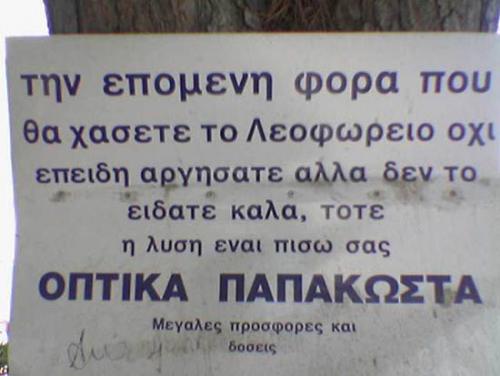 την επομενη φορα που
θα χασετε το Λεοφωρειο οχι
επειδη αργησατε αλλα δεν το
ειδατε καλα, τοτε
η λυση εναι πισω σας
ΟΠΤΙΚΑ ΠΑΠΑΚΩΣΤΑ
Μεγαλες προσφορες και
δοσεις